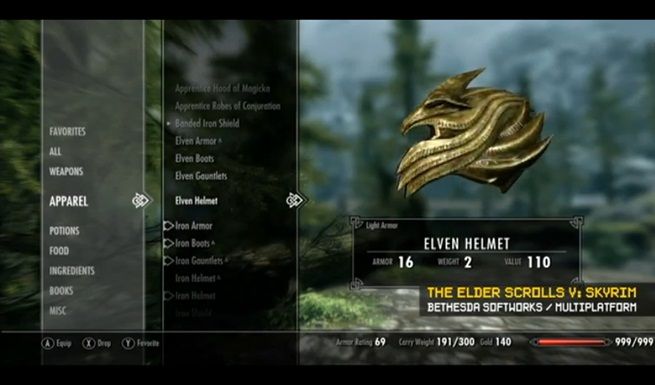 FAVORITES
ALL
WEAPONS
APPAREL
POTIONS
FOOD
INGREDIENTS
BOOKS
MISC
Apprentice Hood of Magicka
Apprentice Robes of Conjuration
Banded Iron Shield
Elven Armor
Elven Boots
Elven Gauntlets
Elven Helmet
Iron Armor
Iron Boots
Iron Gauntlets
Iron Helmet
Iron Helmet
Iron Shield
Light Armor
ELVEN HELMET
ARMOR 16 WEIGHT 2 VALUE 110
THE ELDER SCROLLS V: SKYRIM
BETHESDA SOFTWORKS / MULTIPLATFORM
A Equip X Drop Y Favorite
Armor Rating 69 Carry Weight 191/300 Gold 140 999/999